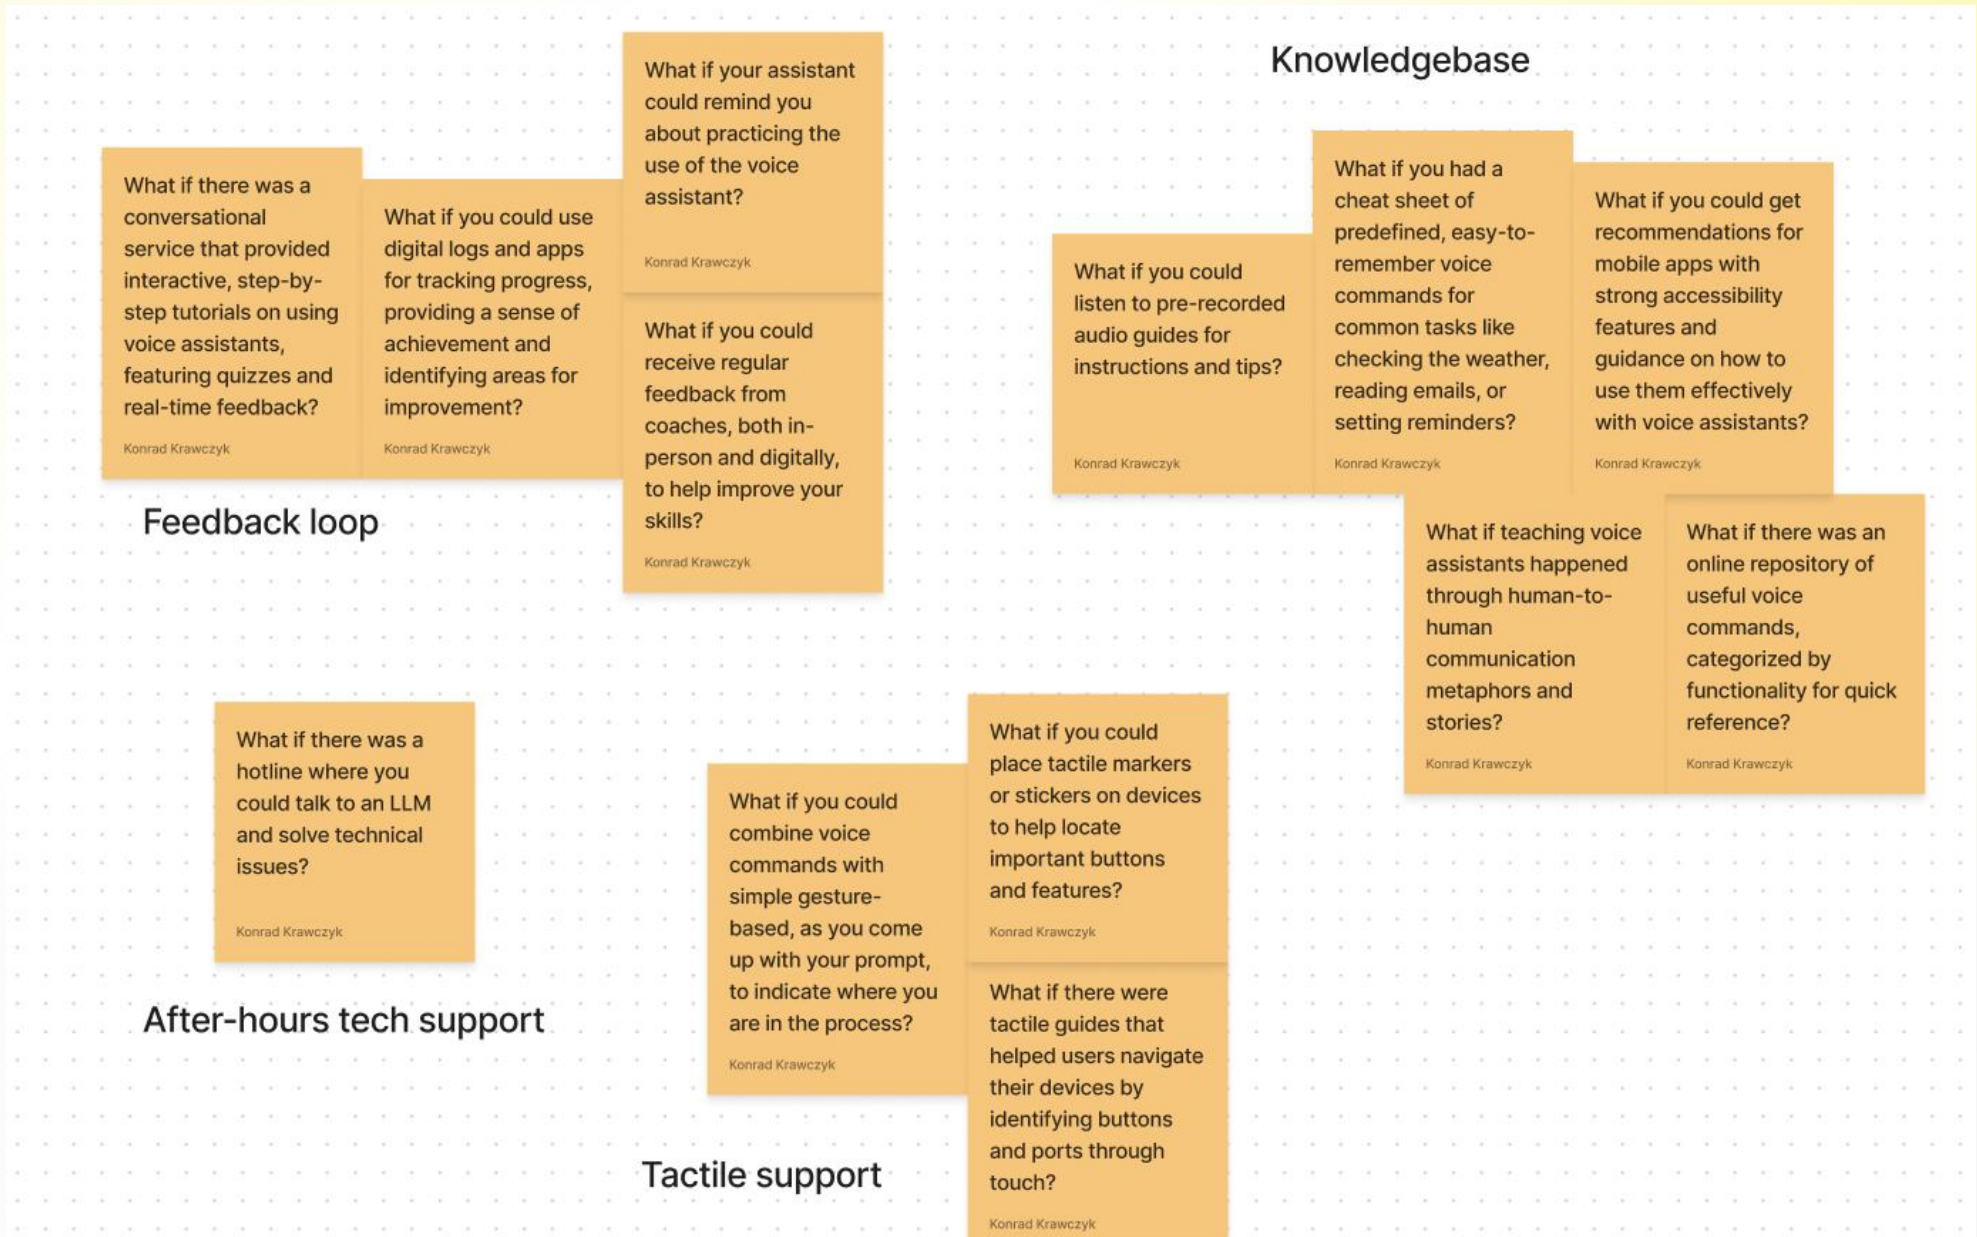 What if there was a
conversational
service that provided
interactive, step-by-
step tutorials on using
voice assistants,
featuring quizzes and
real-time feedback?
Konrad Krawczyk
What if you could use
digital logs and apps
for tracking progress,
providing a sense of
achievement and
identifying areas for
improvement?
Konrad Krawczyk
What if your assistant
could remind you
about practicing the
use of the voice
assistant?
Konrad Krawczyk
What if you could
receive regular
feedback from
coaches, both in-
person and digitally,
to help improve your
skills?
Konrad Krawczyk
Feedback loop
Knowledgebase
What if you could
listen to pre-recorded
audio guides for
instructions and tips?
Konrad Krawczyk
What if you had a
cheat sheet of
predefined, easy-to-
remember voice
commands for
common tasks like
checking the weather,
reading emails, or
setting reminders?
Konrad Krawczyk
What if you could get
recommendations for
mobile apps with
strong accessibility
features and
guidance on how to
use them effectively
with voice assistants?
Konrad Krawczyk
What if teaching voice
assistants happened
through human-to-
human
communication
metaphors and
stories?
Konrad Krawczyk
What if there was an
online repository of
useful voice
commands,
categorized by
functionality for quick
reference?
Konrad Krawczyk
What if there was a
hotline where you
could talk to an LLM
and solve technical
issues?
Konrad Krawczyk
After-hours tech support
What if you could
combine voice
commands with
simple gesture-
based, as you come
up with your prompt,
to indicate where you
are in the process?
Konrad Krawczyk
What if you could
place tactile markers
or stickers on devices
to help locate
important buttons
and features?
Konrad Krawczyk
What if there were
tactile guides that
helped users navigate
their devices by
identifying buttons
and ports through
touch?
Konrad Krawczyk
Tactile support